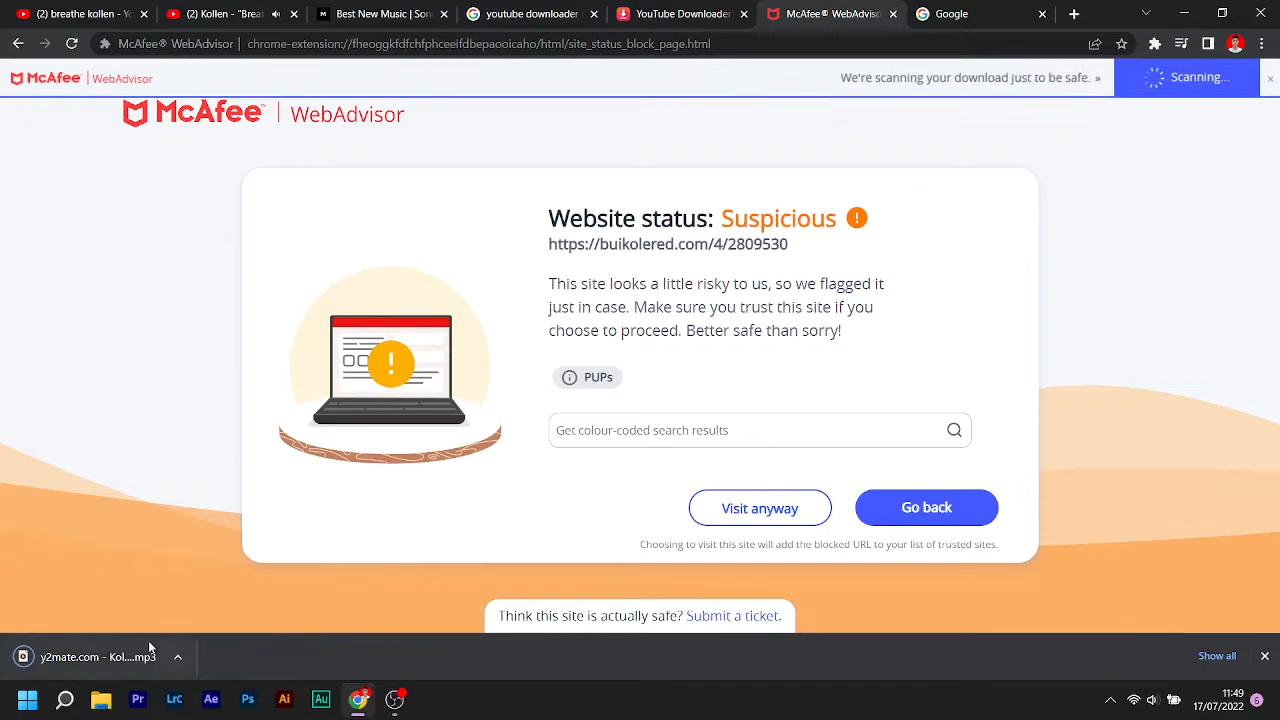 (2) Kollen - "breathe" - Yo
(2) Kollen - "Breat
Best New Music | Son
youtube downloader
YouTube Downloader
McAfee® WebAdvisor
Google
McAfee® WebAdvisor | chrome-extension://fheoggkfdfchfphceeifdbepaooicaho/html/site_status_block_page.html
McAfee | WebAdvisor
We're scanning your download just to be safe. »
Scanning...
McAfee™ | WebAdvisor
Website status: Suspicious !
https://buikolered.com/4/2809530
This site looks a little risky to us, so we flagged it
just in case. Make sure you trust this site if you
choose to proceed. Better safe than sorry!
PUPs
Get colour-coded search results
Visit anyway
Go back
Choosing to visit this site will add the blocked URL to your list of trusted sites.
Think this site is actually safe? Submit a ticket.
y2mate.com - Kol....mp3
Show all
Pr
Lrc
Ae
Ps
Ai
Au
11:49
17/07/2022
6